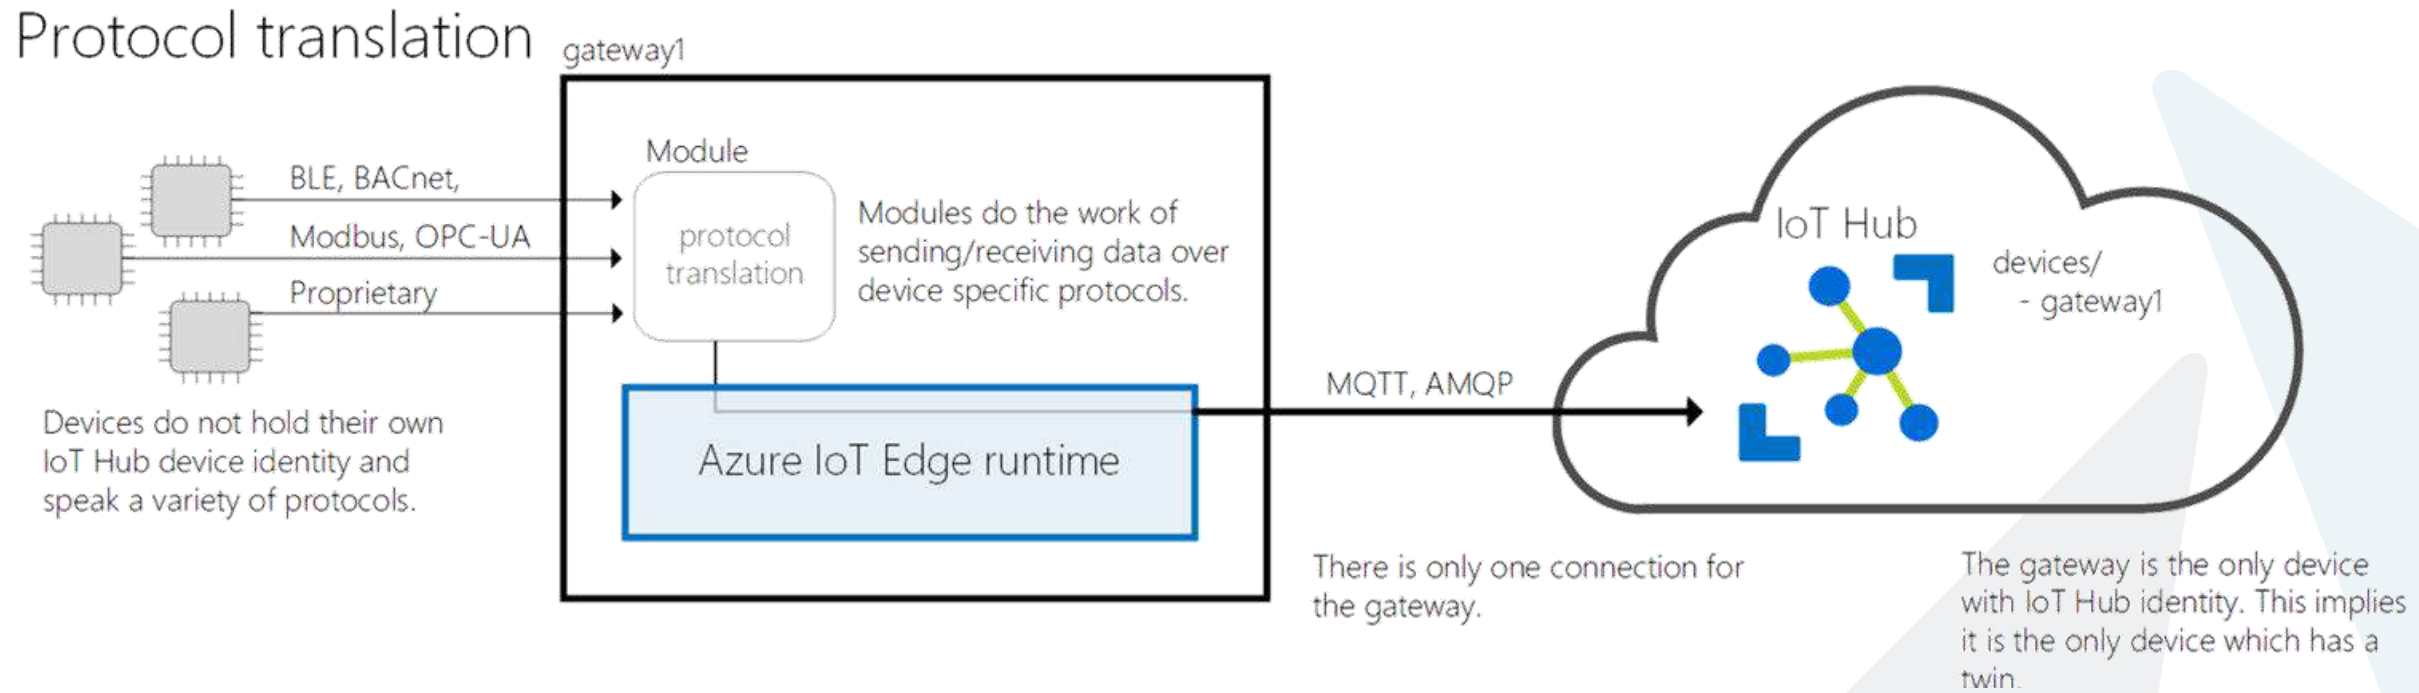 Protocol translation
gateway1
BLE, BACnet,
Modbus, OPC-UA
Proprietary
Devices do not hold their own
IoT Hub device identity and
speak a variety of protocols.
Module
protocol
translation
Modules do the work of
sending/receiving data over
device specific protocols.
Azure IoT Edge runtime
MQTT, AMQP
There is only one connection for
the gateway.
IoT Hub
devices/
- gateway1
The gateway is the only device
with IoT Hub identity. This implies
it is the only device which has a
twin.